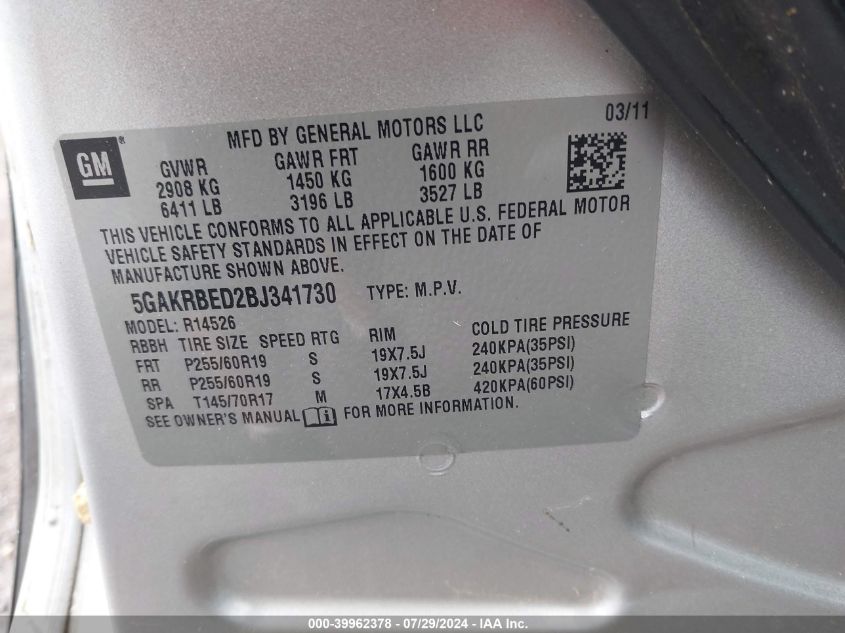 GM®
MFD BY GENERAL MOTORS LLC
03/11
GVWR GAWR FRT GAWR RR
2908 KG 1450 KG 1600 KG
6411 LB 3196 LB 3527 LB
THIS VEHICLE CONFORMS TO ALL APPLICABLE U.S. FEDERAL MOTOR
VEHICLE SAFETY STANDARDS IN EFFECT ON THE DATE OF
MANUFACTURE SHOWN ABOVE.
5GAKRBED2BJ341730 TYPE: M.P.V.
MODEL: R14526
RBBH TIRE SIZE SPEED RTG RIM COLD TIRE PRESSURE
FRT P255/60R19 S 19X7.5J 240KPA(35PSI)
RR P255/60R19 S 19X7.5J 240KPA(35PSI)
SPA T145/70R17 M 17X4.5B 420KPA(60PSI)
SEE OWNER'S MANUAL i FOR MORE INFORMATION.
000-39962378 - 07/29/2024 - IAA Inc.